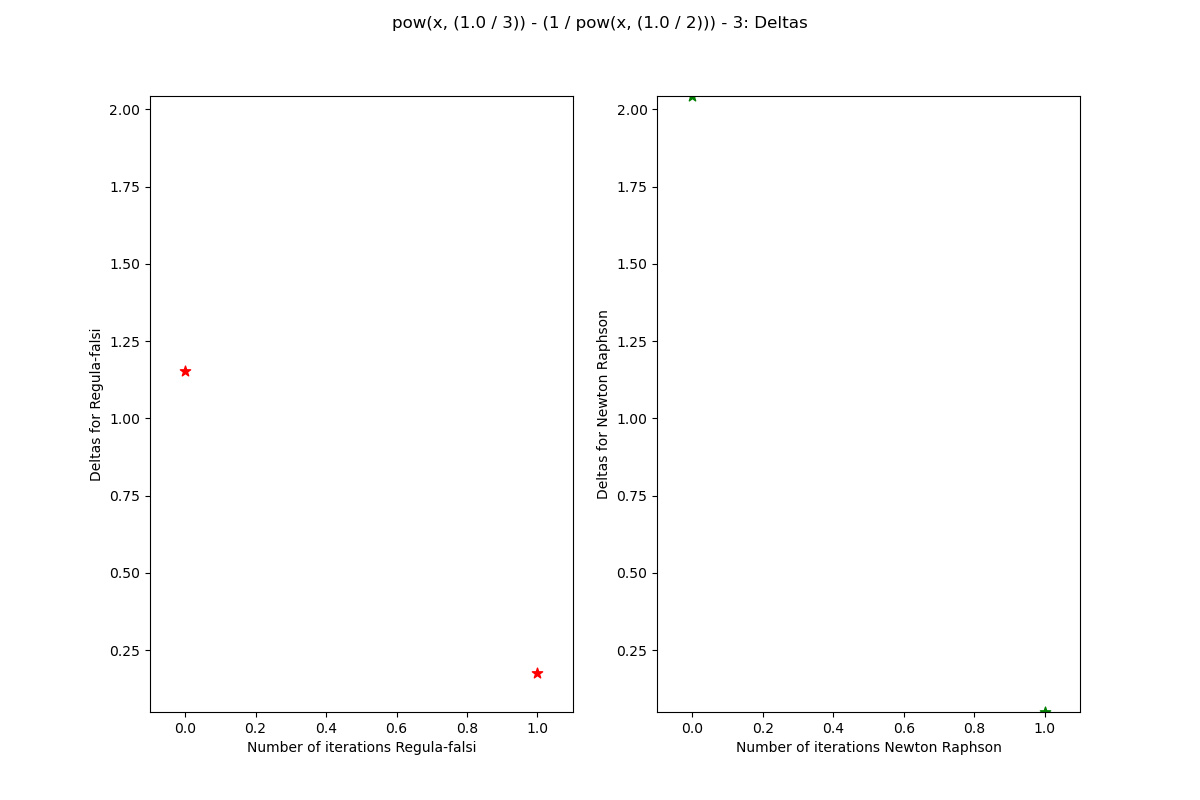 pow(x, (1.0 / 3)) - (1 / pow(x, (1.0 / 2))) - 3: Deltas
Deltas for Regula-falsi
2.00
1.75
1.50
1.25
1.00
0.75
0.50
0.25
0.0 0.2 0.4 0.6 0.8 1.0
Number of iterations Regula-falsi
Deltas for Newton Raphson
2.00
1.75
1.50
1.25
1.00
0.75
0.50
0.25
0.0 0.2 0.4 0.6 0.8 1.0
Number of iterations Newton Raphson